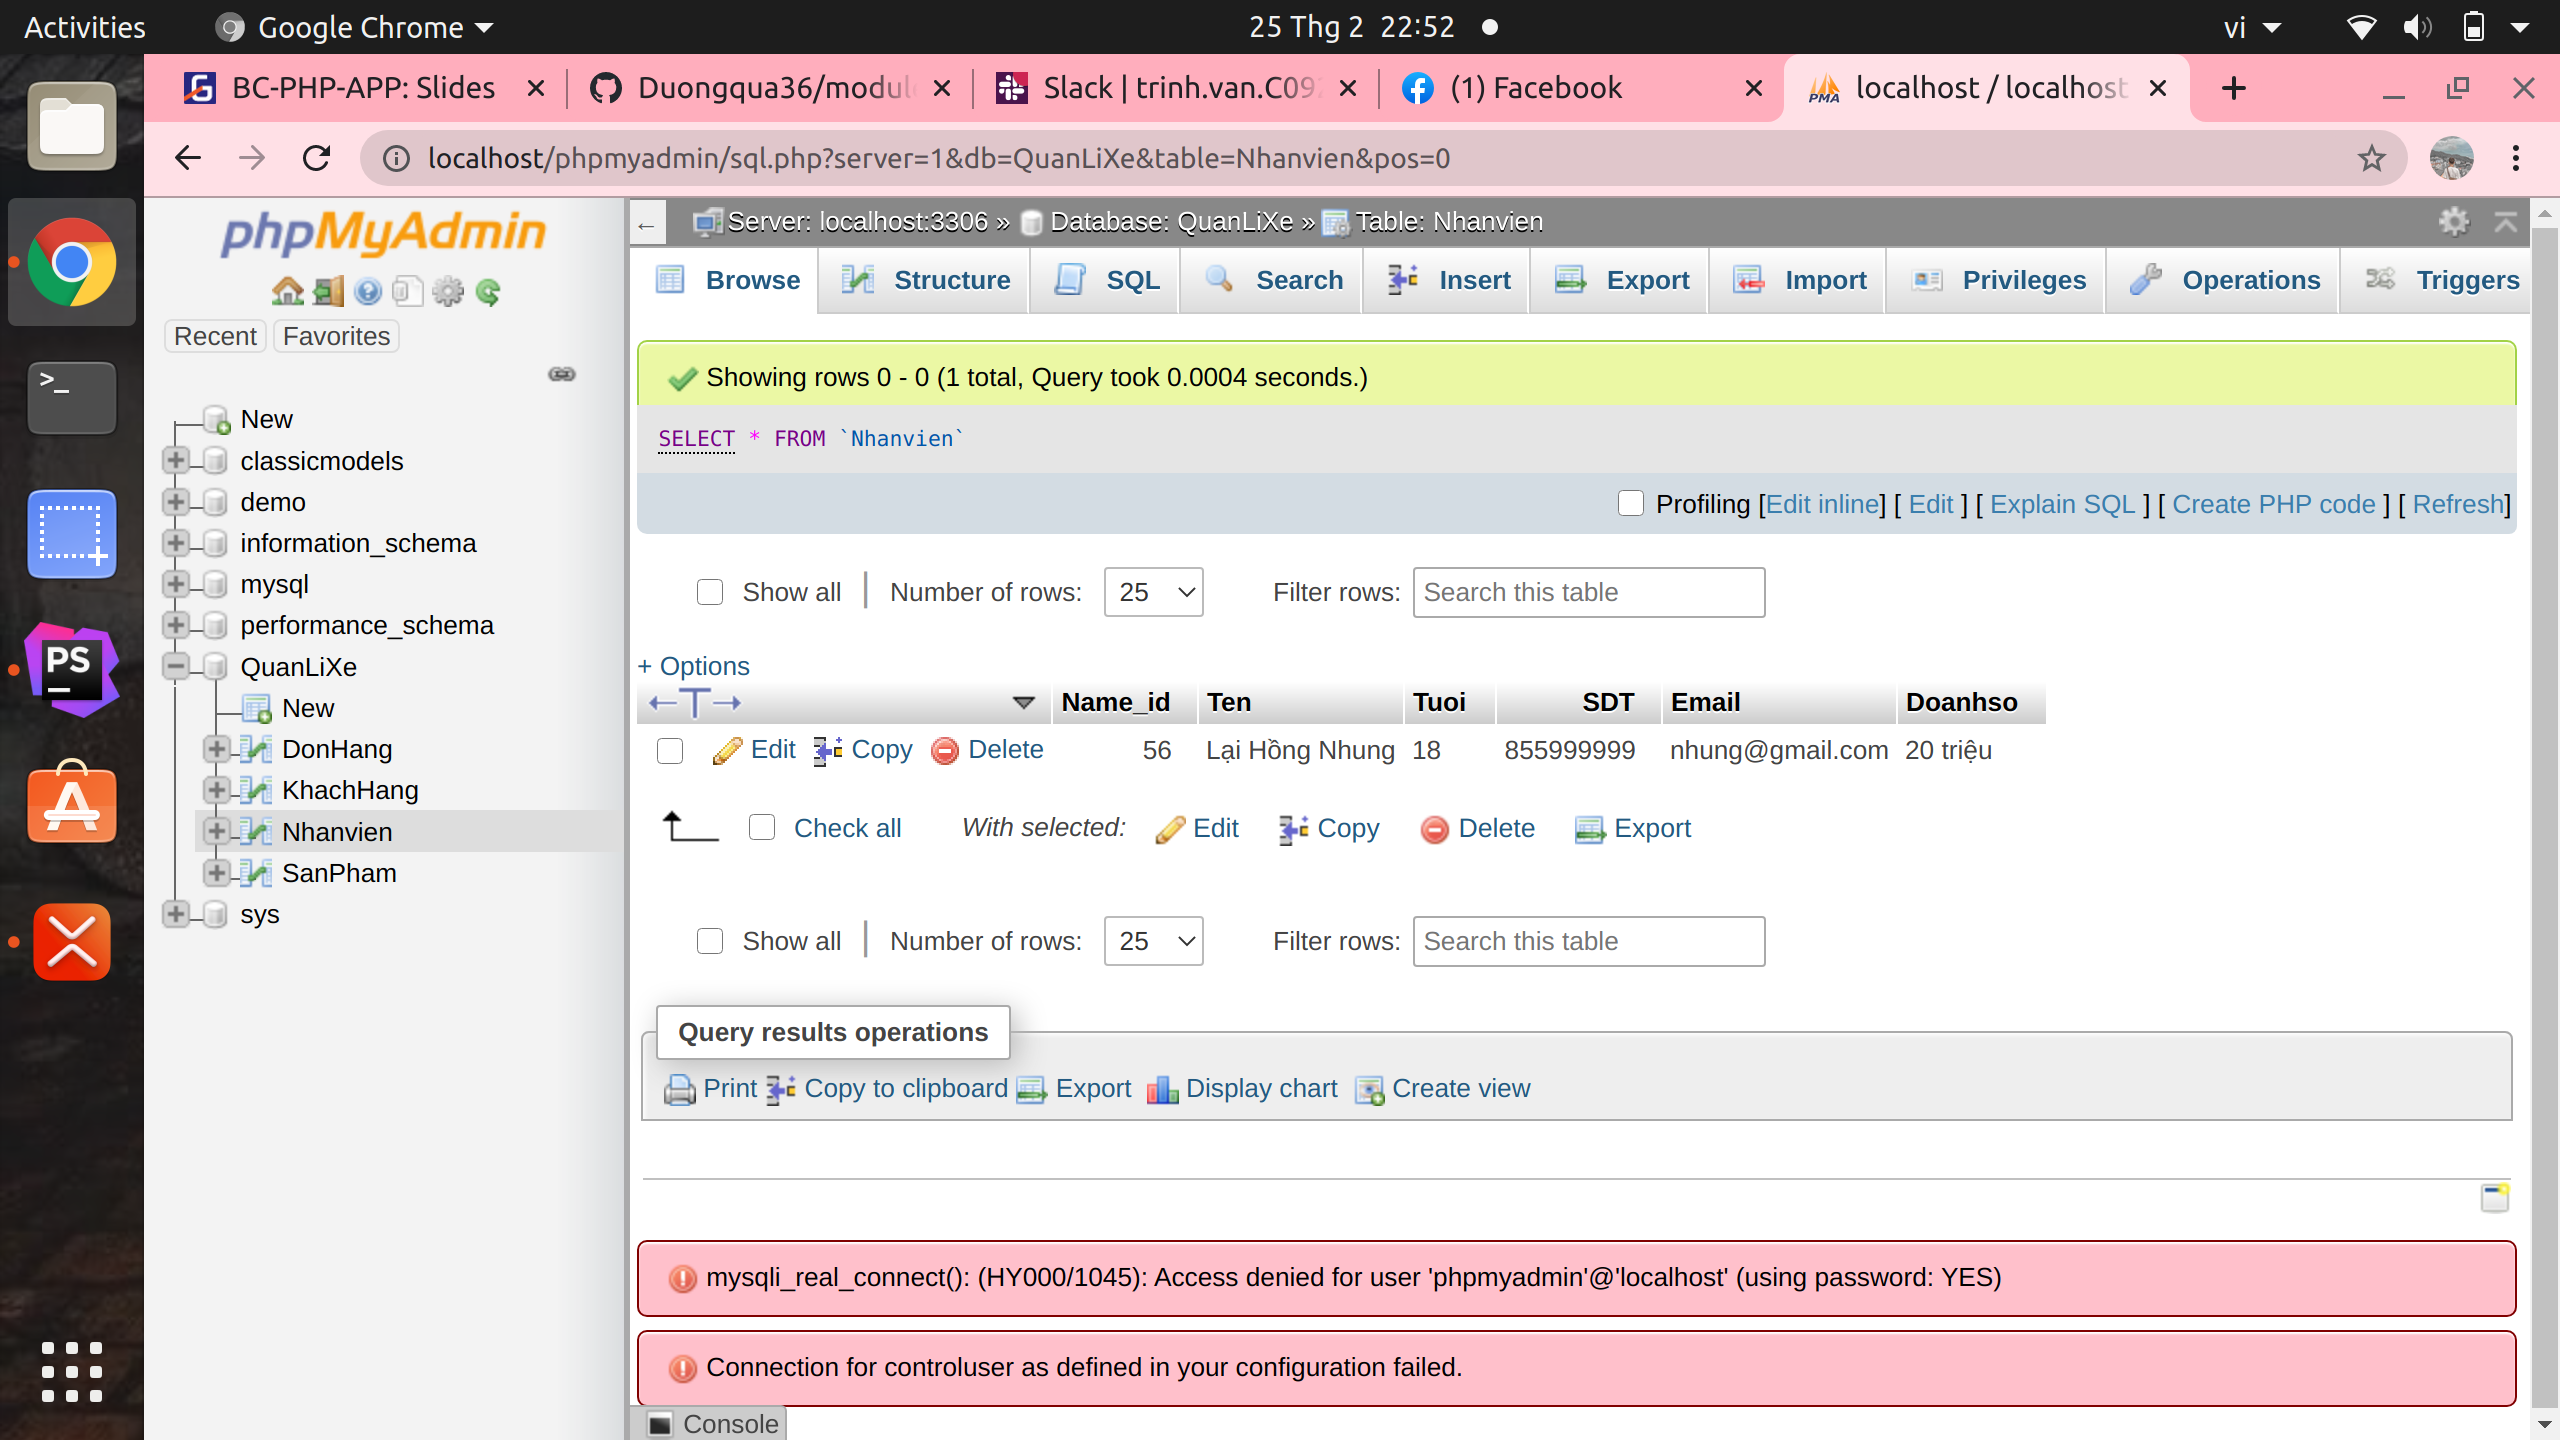 Activities Google Chrome 25 Thg 2 22:52 vi
BC-PHP-APP: Slides Duongqua36/modul Slack | trinh.van.C09 (1) Facebook PMA localhost / localhost
localhost/phpmyadmin/sql.php?server=1&db=QuanLiXe&table=Nhanvien&pos=0
phpMyAdmin
Recent Favorites
New
classicmodels
demo
information_schema
mysql
performance_schema
QuanLiXe
New
DonHang
KhachHang
Nhanvien
SanPham
sys
>_
PS
Server: localhost:3306 » Database: QuanLiXe » Table: Nhanvien
Browse Structure SQL Search Insert Export Import Privileges Operations Triggers
Showing rows 0 - 0 (1 total, Query took 0.0004 seconds.)
SELECT * FROM `Nhanvien`
Profiling [Edit inline] [ Edit ] [ Explain SQL ] [ Create PHP code ] [ Refresh]
Show all | Number of rows: 25 Filter rows: Search this table
+ Options
←T→ Name_id Ten Tuoi SDT Email Doanhso
Edit Copy Delete 56 Lại Hồng Nhung 18 855999999 nhung@gmail.com 20 triệu
Check all With selected: Edit Copy Delete Export
Show all | Number of rows: 25 Filter rows: Search this table
Query results operations
Print Copy to clipboard Export Display chart Create view
mysqli_real_connect(): (HY000/1045): Access denied for user 'phpmyadmin'@'localhost' (using password: YES)
Connection for controluser as defined in your configuration failed.
Console